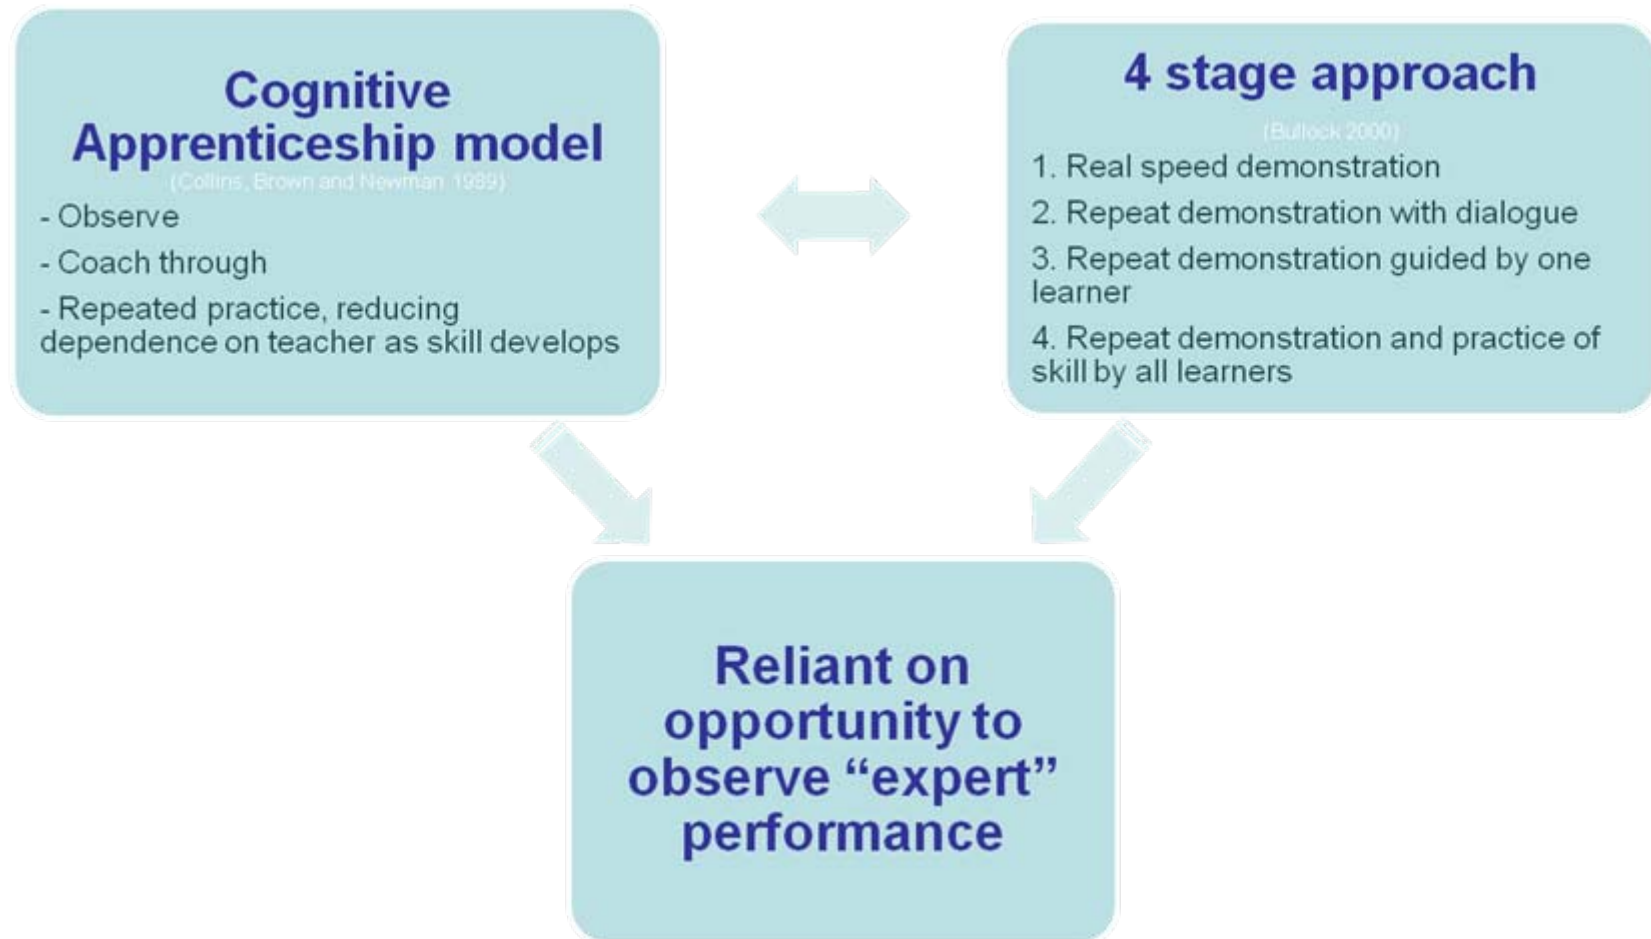 Cognitive
Apprenticeship model
(Collins, Brown and Newman 1989)
- Observe
- Coach through
- Repeated practice, reducing
dependence on teacher as skill develops
4 stage approach
(Bullock 2000)
1. Real speed demonstration
2. Repeat demonstration with dialogue
3. Repeat demonstration guided by one
learner
4. Repeat demonstration and practice of
skill by all learners
Reliant on
opportunity to
observe “expert”
performance